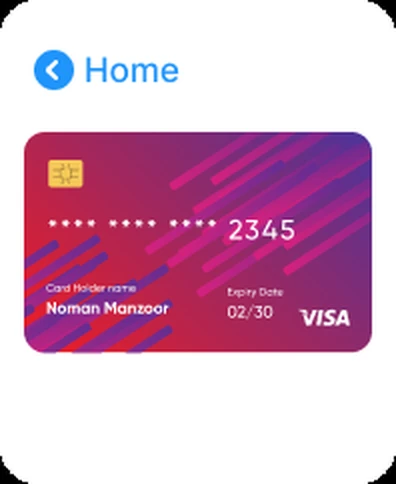 Home
**** **** **** 2345
Card Holder name
Noman Manzoor
Expiry Date
02/30
VISA